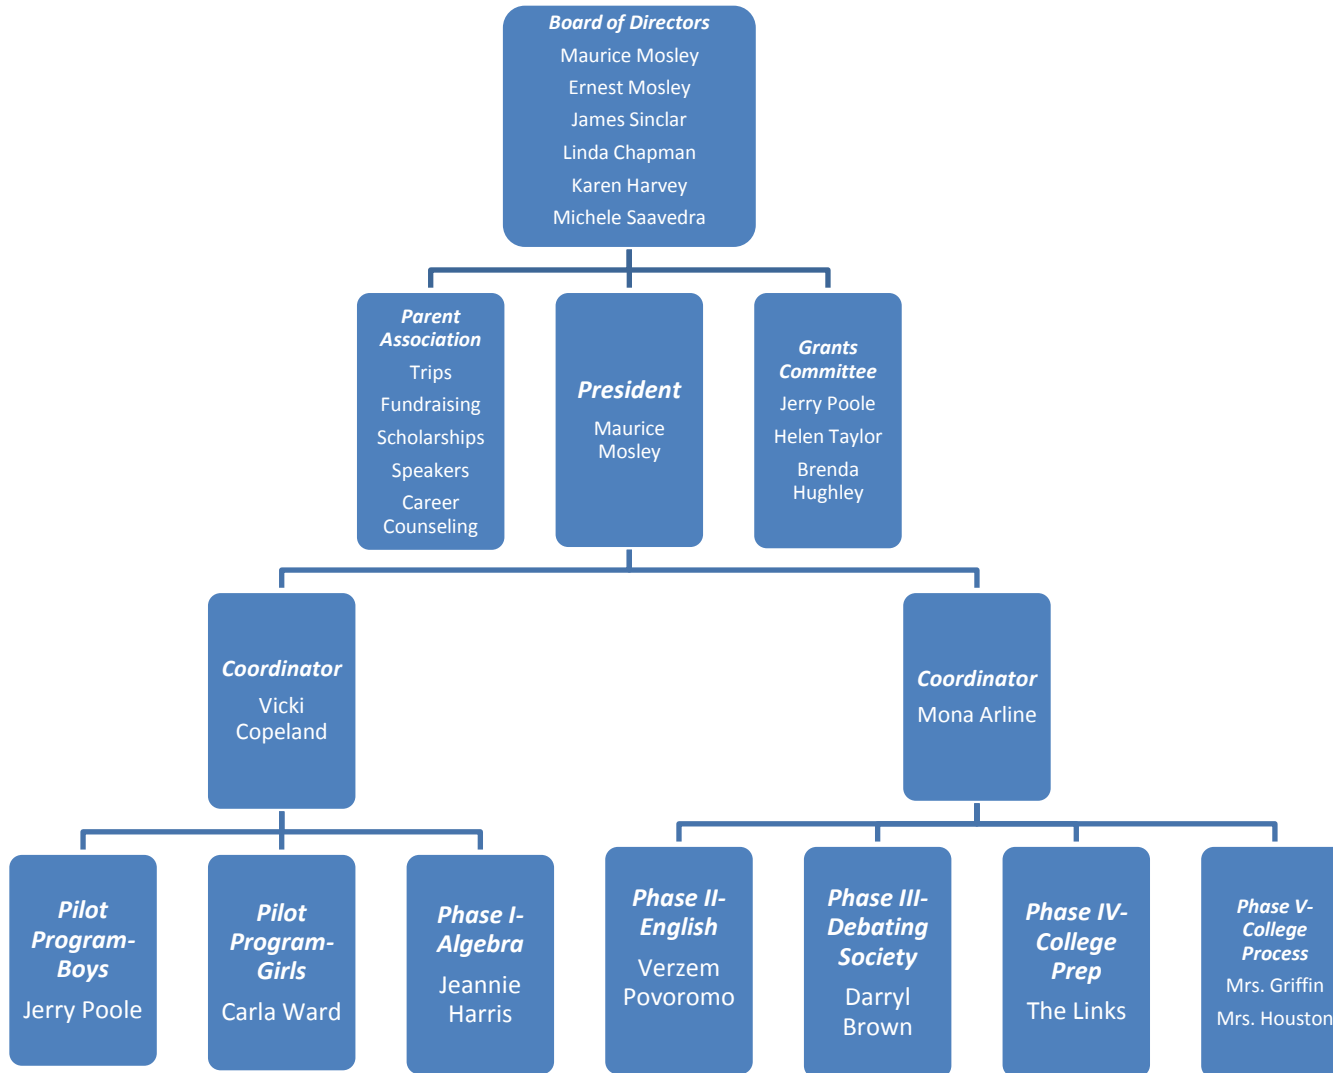 Board of Directors
Maurice Mosley
Ernest Mosley
James Sinclar
Linda Chapman
Karen Harvey
Michele Saavedra
Parent
Association
Trips
Fundraising
Scholarships
Speakers
Career
Counseling
President
Maurice
Mosley
Grants
Committee
Jerry Poole
Helen Taylor
Brenda
Hughley
Coordinator
Vicki
Copeland
Coordinator
Mona Arline
Pilot
Program-
Boys
Jerry Poole
Pilot
Program-
Girls
Carla Ward
Phase I-
Algebra
Jeannie
Harris
Phase II-
English
Verzem
Povoromo
Phase III-
Debating
Society
Darryl
Brown
Phase IV-
College
Prep
The Links
Phase V-
College
Process
Mrs. Griffin
Mrs. Houston